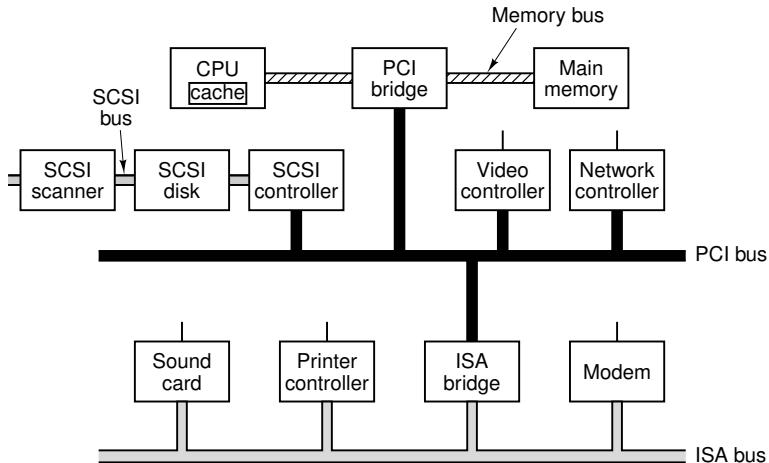 Memory bus
CPU
cache
PCI
bridge
Main
memory
SCSI
bus
SCSI
scanner
SCSI
disk
SCSI
controller
Video
controller
Network
controller
PCI bus
Sound
card
Printer
controller
ISA
bridge
Modem
ISA bus